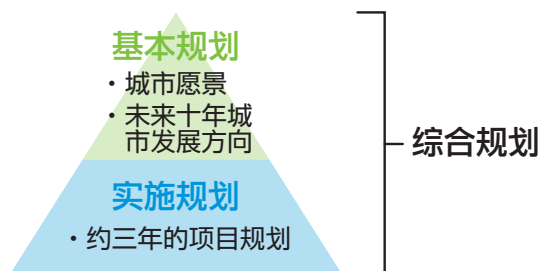 基本规划
・城市愿景
・未来十年城
市发展方向
综合规划
实施规划
・约三年的项目规划